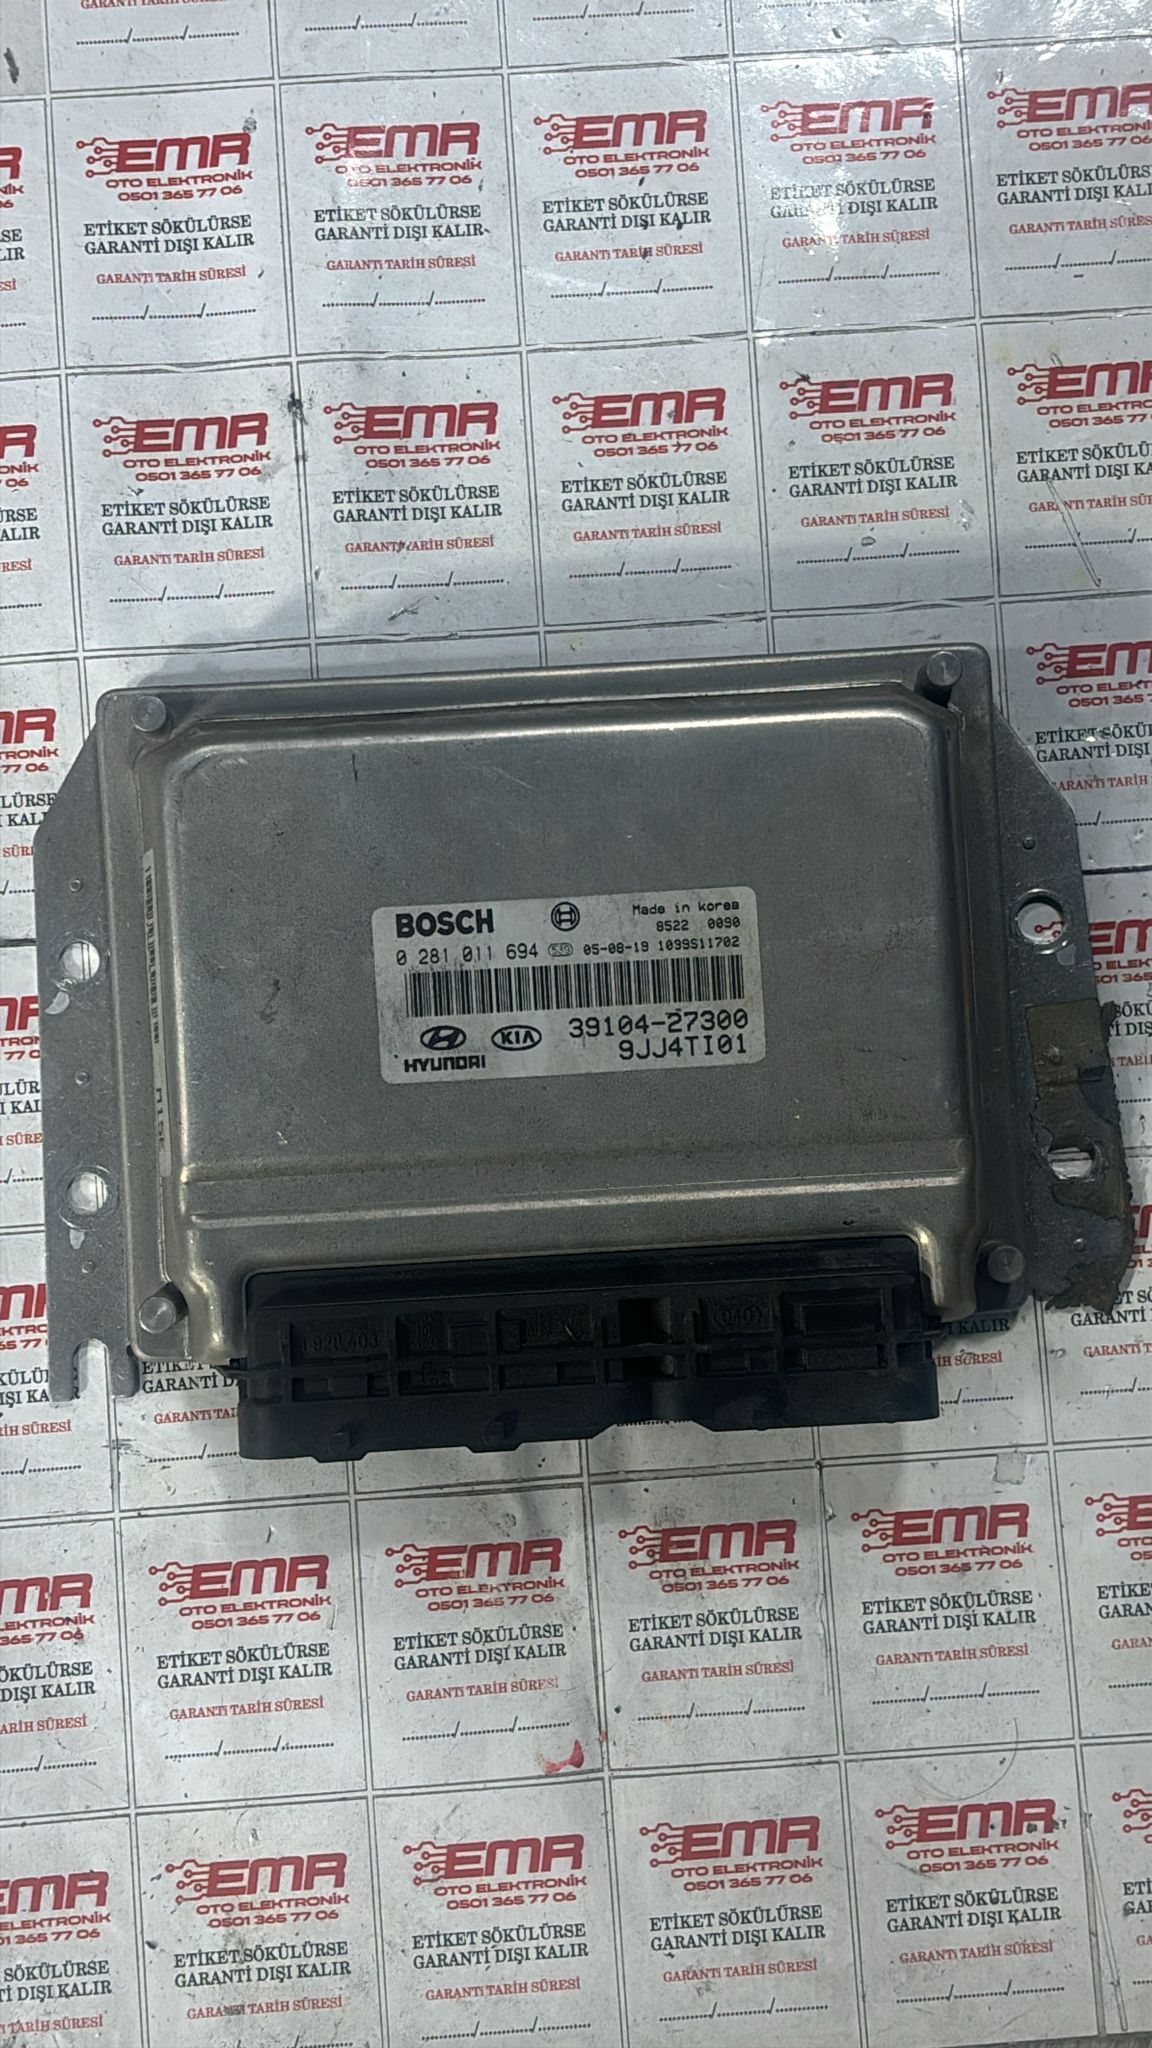 EMR
OTO ELEKTRONİK
0501 365 77 06
ETİKET SÖKÜLÜRSE
GARANTİ DIŞI KALIR
GARANTi TARİH SÜRESİ
............/............/............
BOSCH
Made in Korea
8522 0090
0 281 011 694 05-08-19 1099S11702
HYUNDAI
KIA
39104-27300
9JJ4TI01